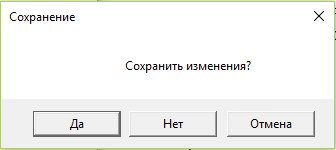 Сохранение
Сохранить изменения?
Да
Нет
Отмена